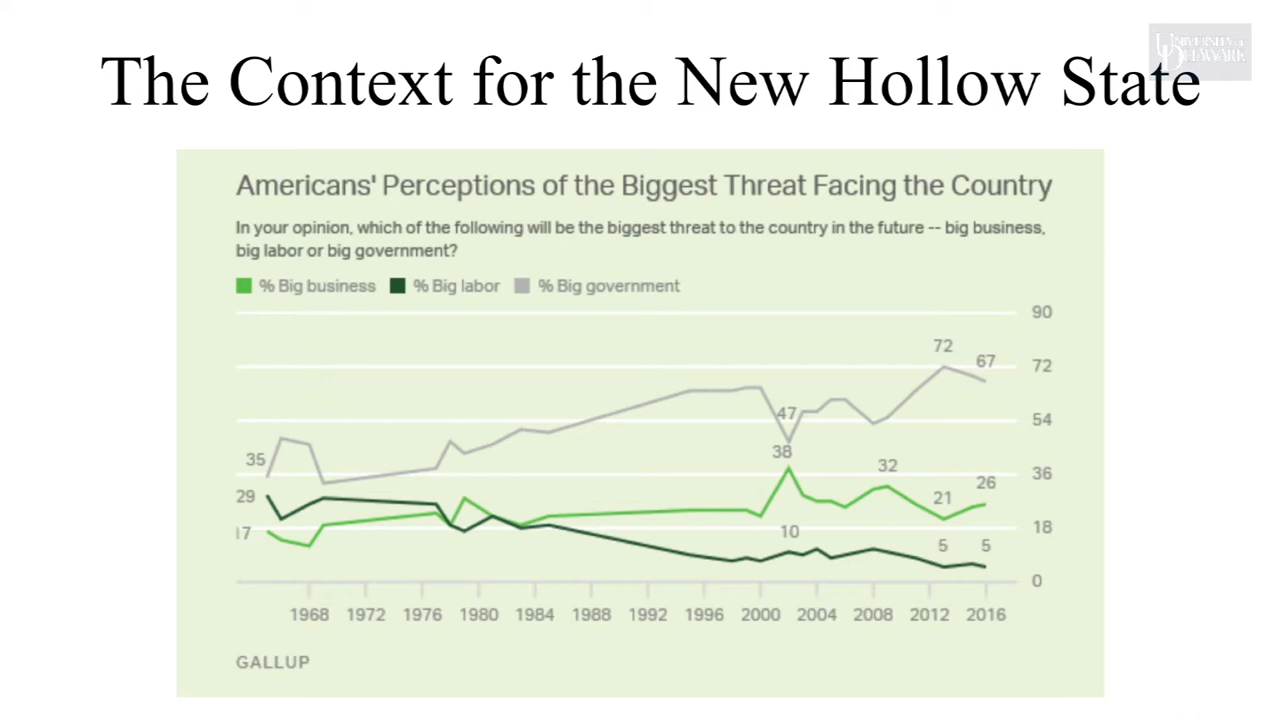 UNIVERSITY OF
DELAWARE
The Context for the New Hollow State
Americans' Perceptions of the Biggest Threat Facing the Country
In your opinion, which of the following will be the biggest threat to the country in the future -- big business,
big labor or big government?
% Big business % Big labor % Big government
90
72
67
72
47
54
38
35
32
36
29
26
21
17
18
10
5 5
0
1968 1972 1976 1980 1984 1988 1992 1996 2000 2004 2008 2012 2016
GALLUP